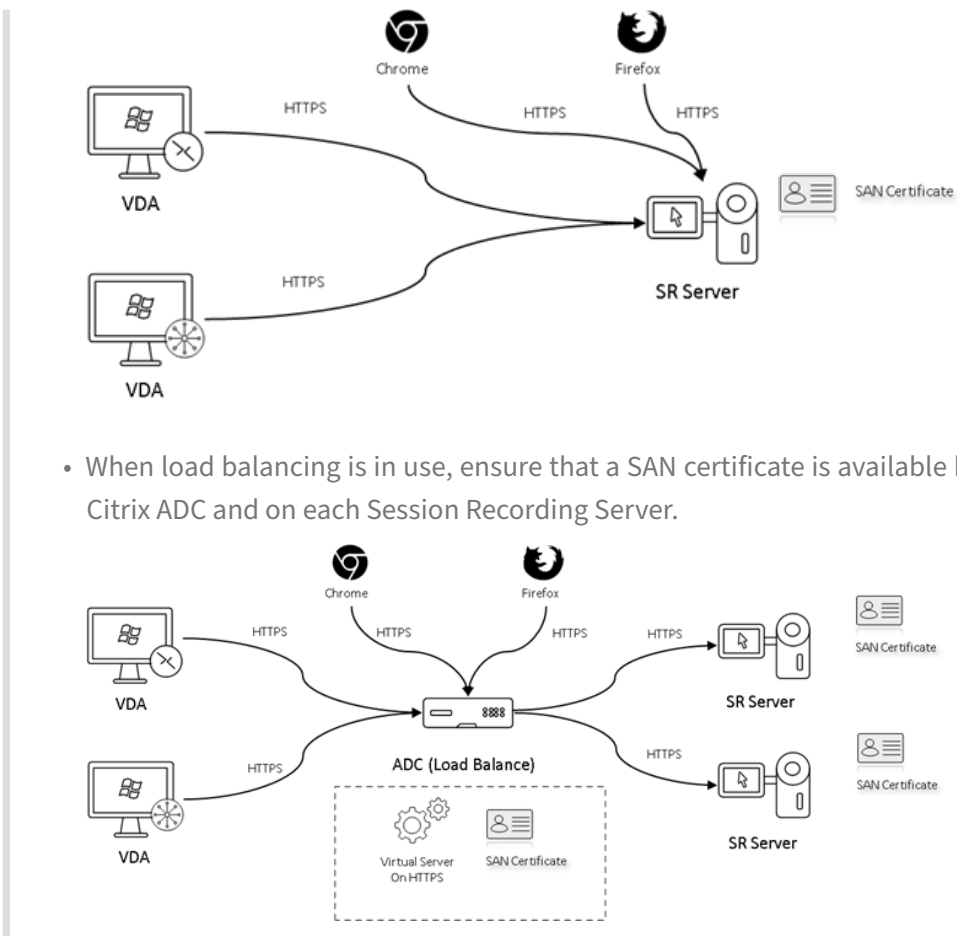 Chrome
Firefox
HTTPS
HTTPS
HTTPS
VDA
SAN Certificate
HTTPS
SR Server
VDA
• When load balancing is in use, ensure that a SAN certificate is available
Citrix ADC and on each Session Recording Server.
Chrome
Firefox
HTTPS
HTTPS
HTTPS
HTTPS
SAN Certificate
VDA
SR Server
HTTPS
HTTPS
ADC (Load Balance)
SAN Certificate
VDA
SR Server
Virtual Server
On HTTPS
SAN Certificate